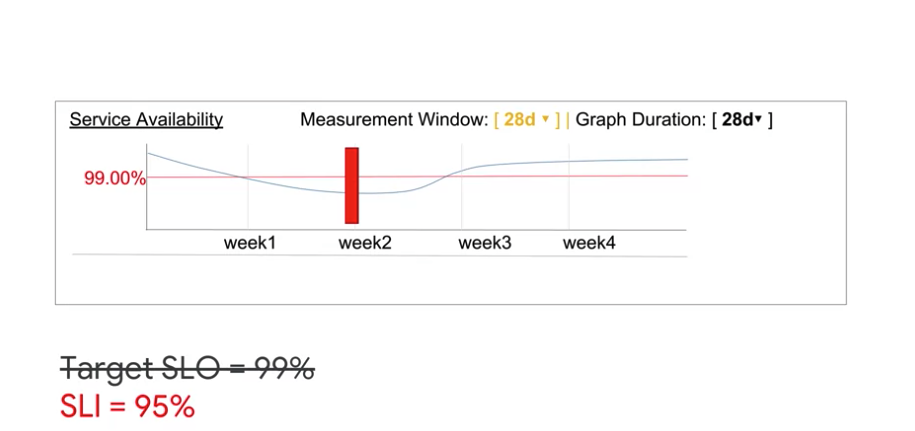 Service Availability Measurement Window: [ 28d ▾ ] | Graph Duration: [ 28d▾ ]
99.00%
week1 week2 week3 week4
Target SLO = 99%
SLI = 95%